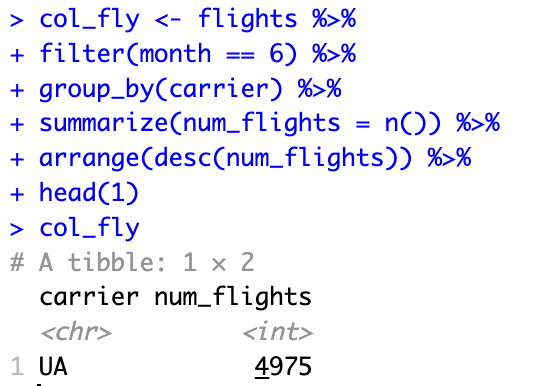 > col_fly <- flights %>%
+ filter(month == 6) %>%
+ group_by(carrier) %>%
+ summarize(num_flights = n()) %>%
+ arrange(desc(num_flights)) %>%
+ head(1)
> col_fly
# A tibble: 1 × 2
  carrier num_flights
  <chr>         <int>
1 UA             4975